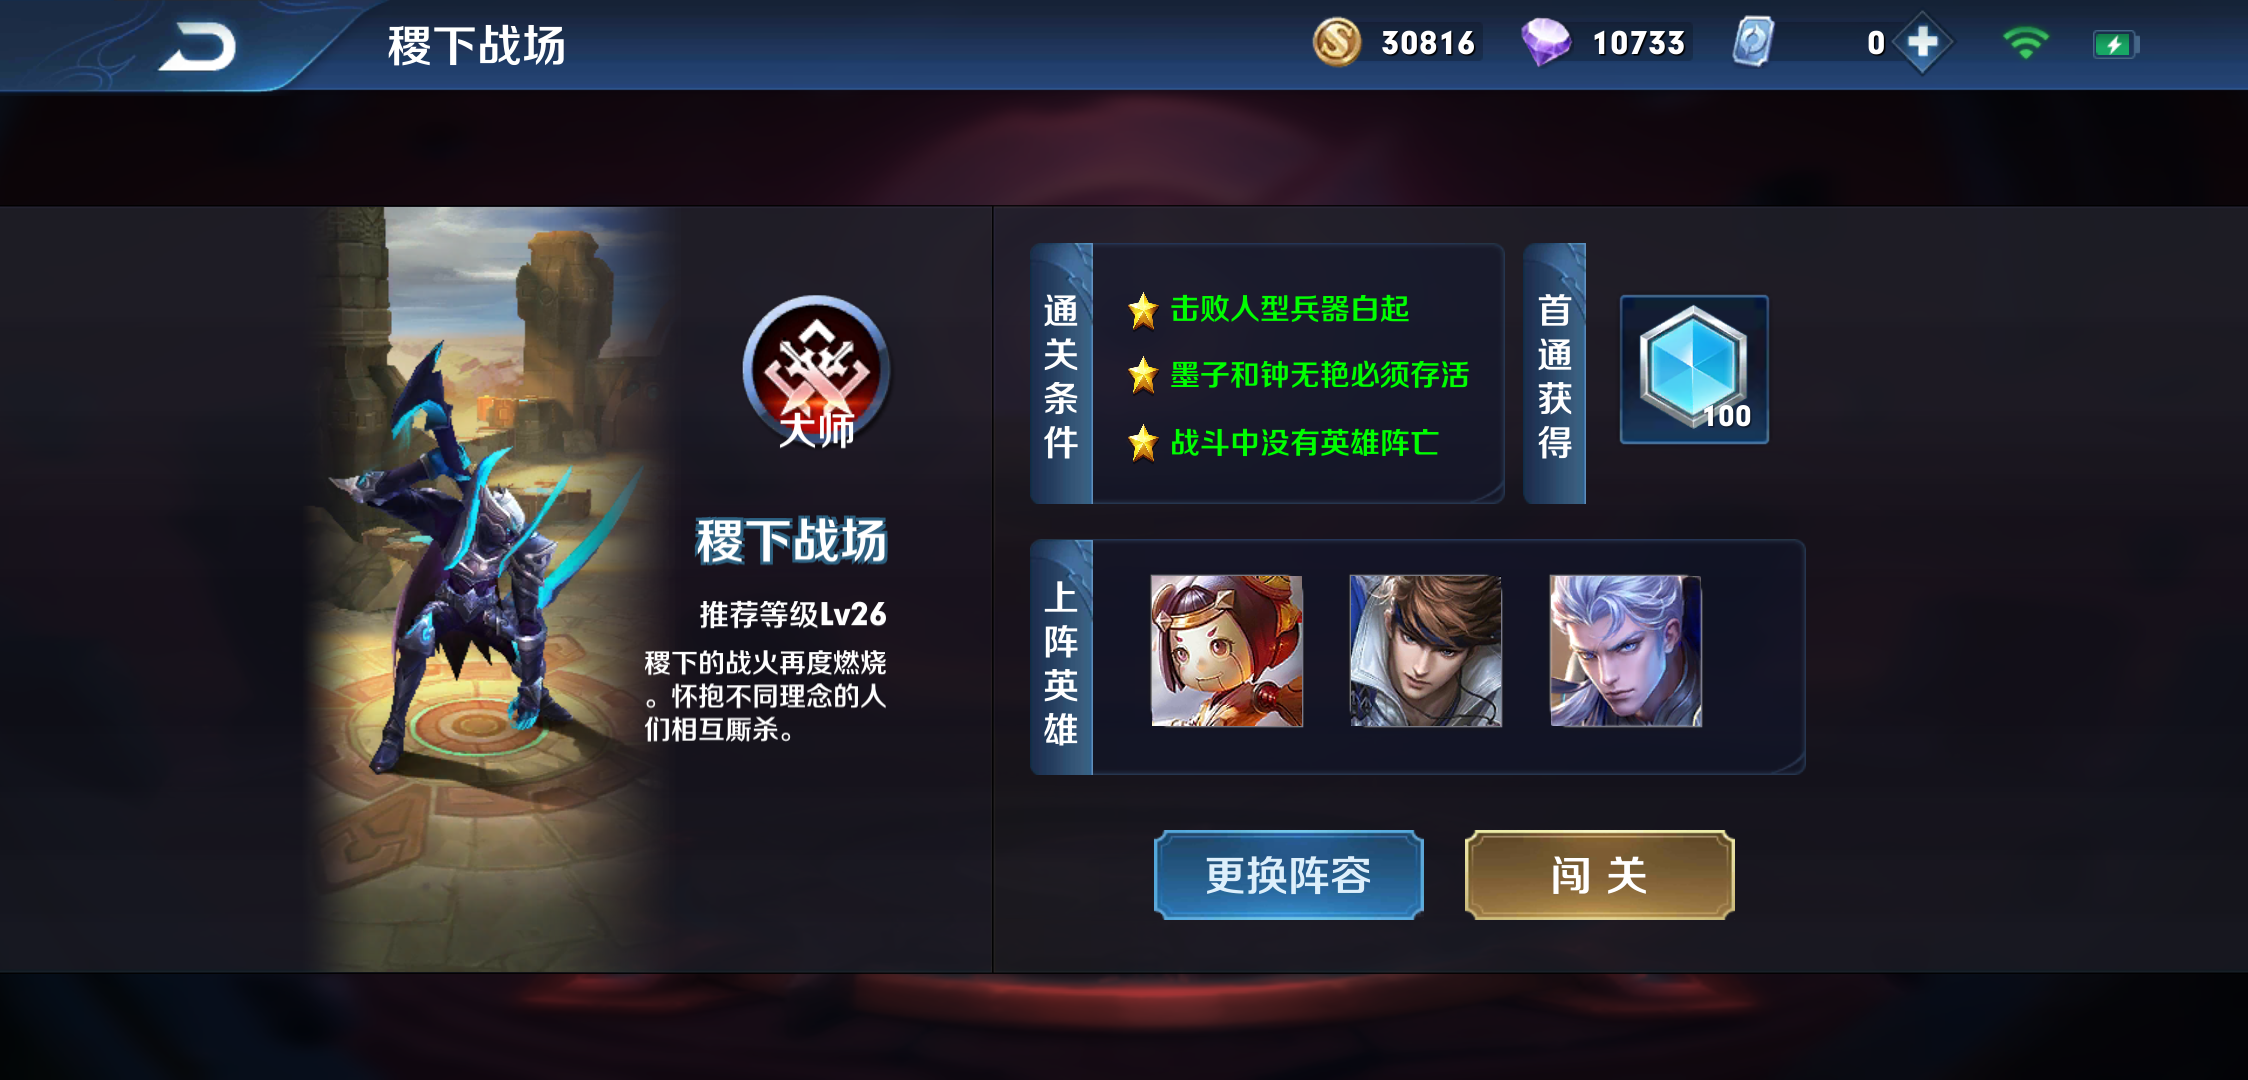 稷下战场
30816
10733
0
大师
稷下战场
推荐等级Lv26
稷下的战火再度燃烧
。怀抱不同理念的人
们相互厮杀。
通关条件
击败人型兵器白起
墨子和钟无艳必须存活
战斗中没有英雄阵亡
首通获得
100
上阵英雄
更换阵容
闯关